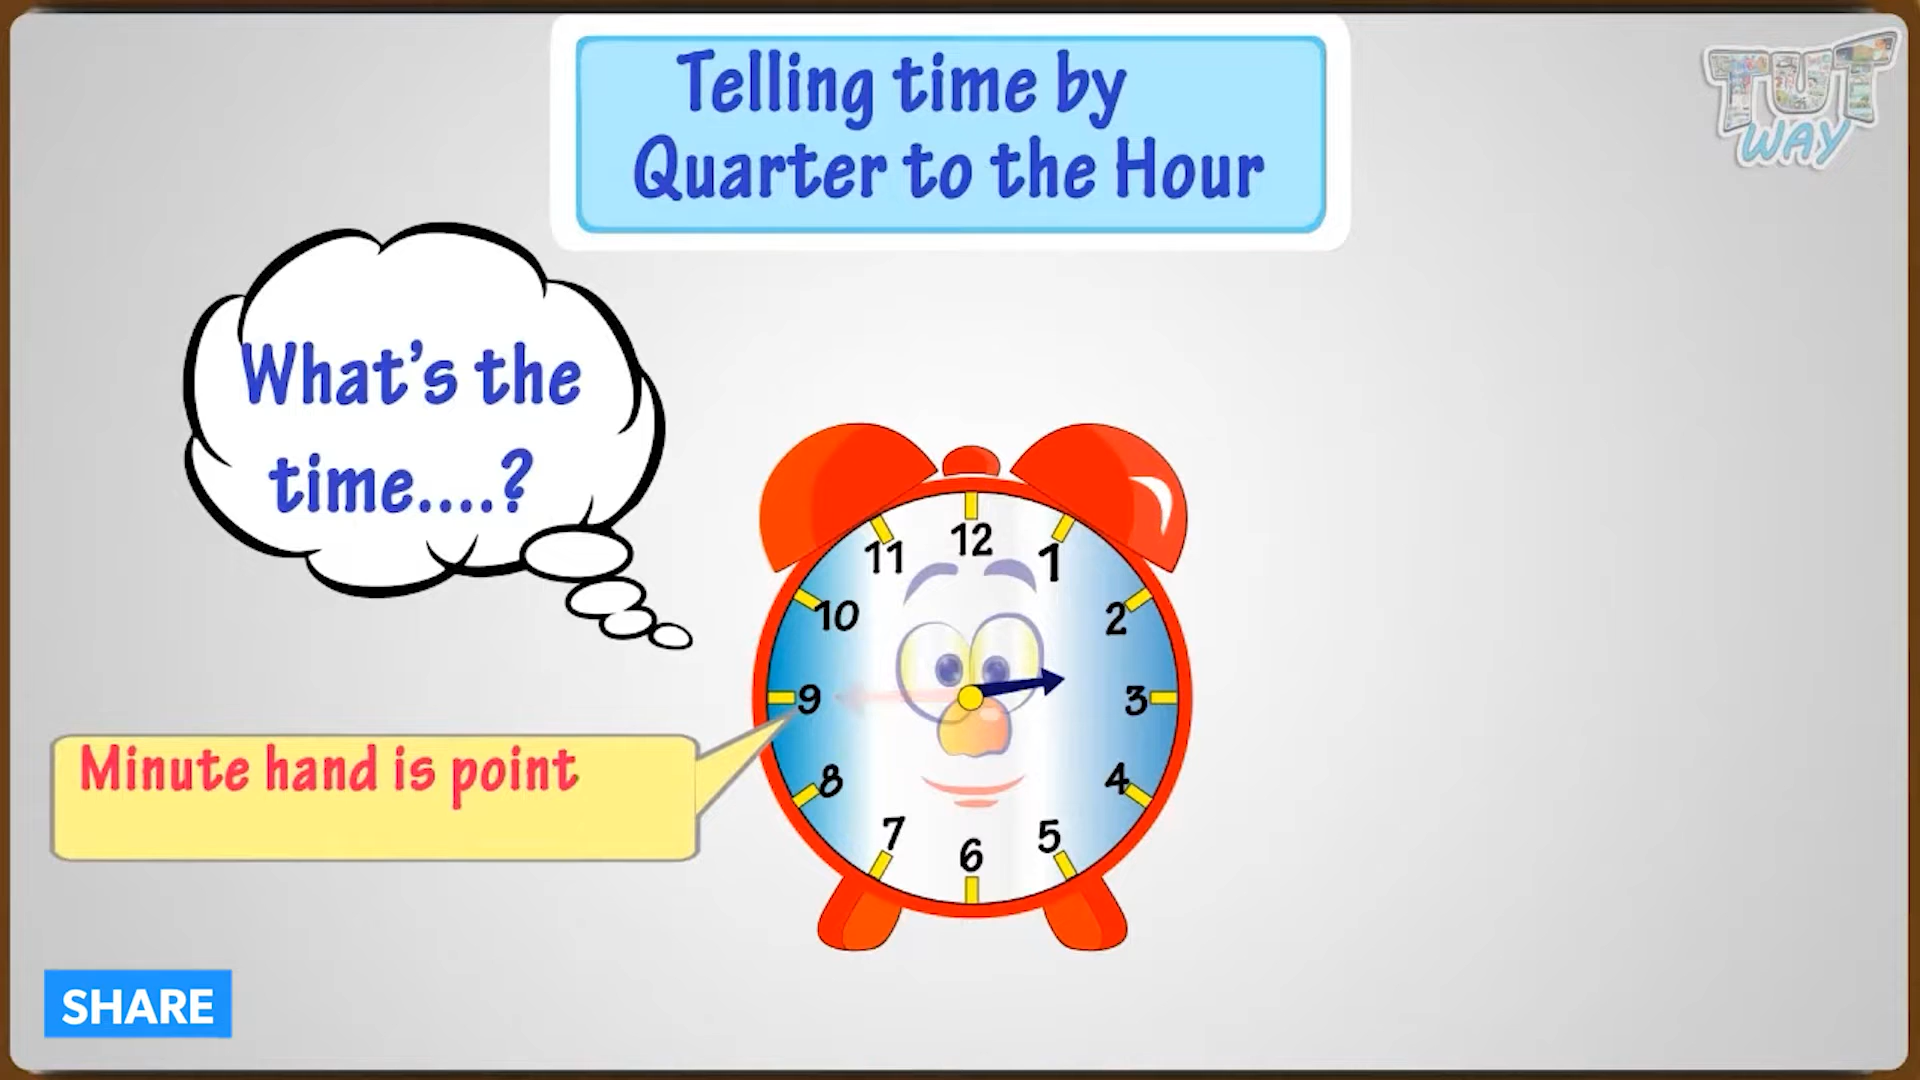 Telling time by
Quarter to the Hour
TUT
WAY
What's the
time....?
12
11
1
10
2
9
3
8
4
7
5
6
Minute hand is point
SHARE